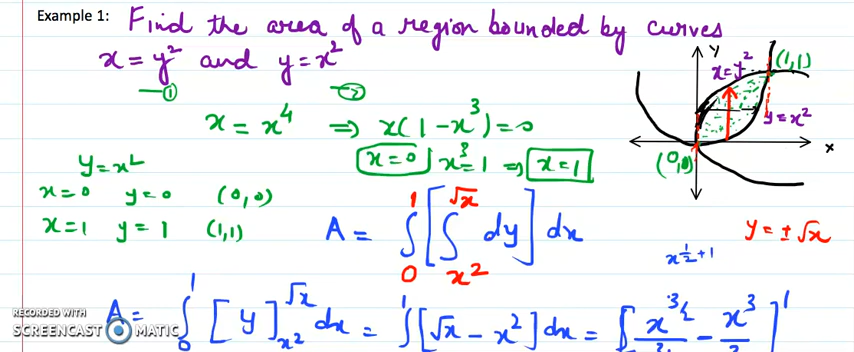 Example 1: Find the area of a region bounded by curves
x = y² and y = x²
① ②
x = x⁴ ⇒ x(1 − x³) = 0
x = 0 x³ = 1 ⇒ x = 1
y = x²
x = 0 y = 0 (0,0)
x = 1 y = 1 (1,1)
Y
(1,1)
x = y²
y = x²
x
(0,0)
A = ∫₀¹ [ ∫_{x²}^{√x} dy ] dx
y = ± √x
x^{1/2 + 1}
A = ∫₀¹ [ y ]_{x²}^{√x} dx = ∫¹ [√x − x²] dx = [ x^{3/2} − x³ ]¹
RECORDED WITH
SCREENCAST MATIC